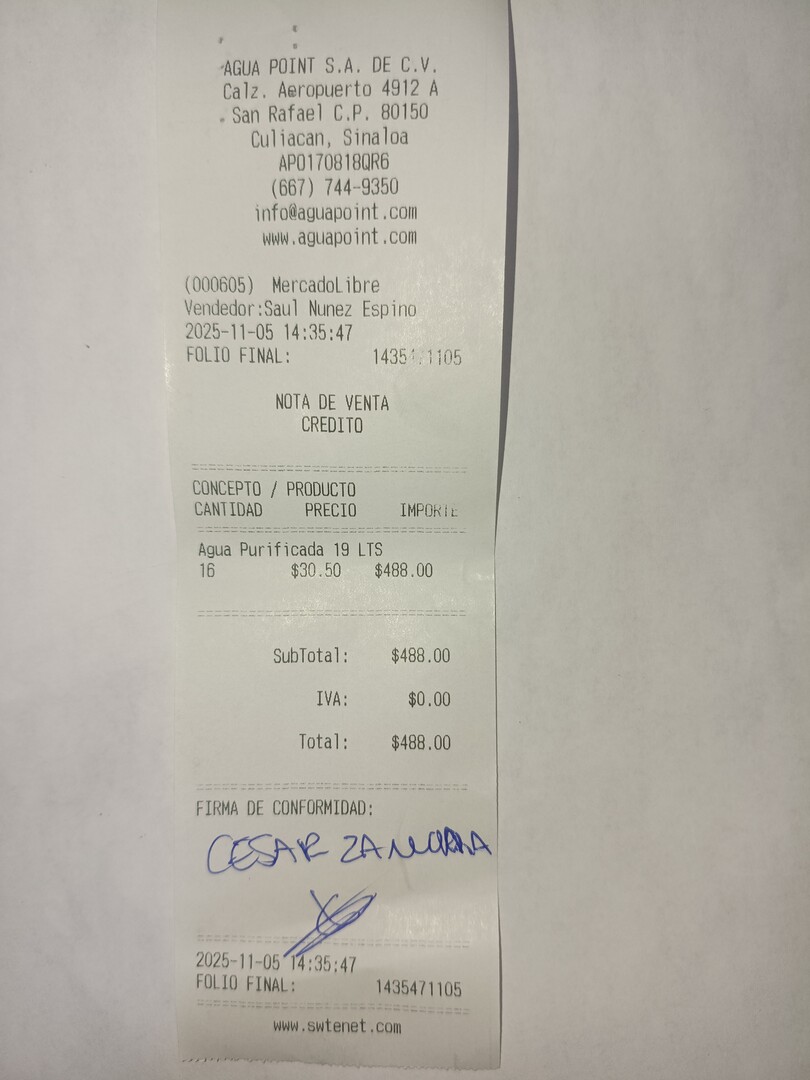 AGUA POINT S.A. DE C.V.
Calz. Aeropuerto 4912 A
San Rafael C.P. 80150
Culiacan, Sinaloa
APO170818QR6
(667) 744-9350
info@aguapoint.com
www.aguapoint.com
(000605) MercadoLibre
Vendedor:Saul Nunez Espino
2025-11-05 14:35:47
FOLIO FINAL: 1435471105
NOTA DE VENTA
CREDITO
CONCEPTO / PRODUCTO
CANTIDAD PRECIO IMPORTE
Agua Purificada 19 LTS
16 $30.50 $488.00
SubTotal: $488.00
IVA: $0.00
Total: $488.00
FIRMA DE CONFORMIDAD:
CESAR ZAMORA
2025-11-05 14:35:47
FOLIO FINAL: 1435471105
www.swtenet.com